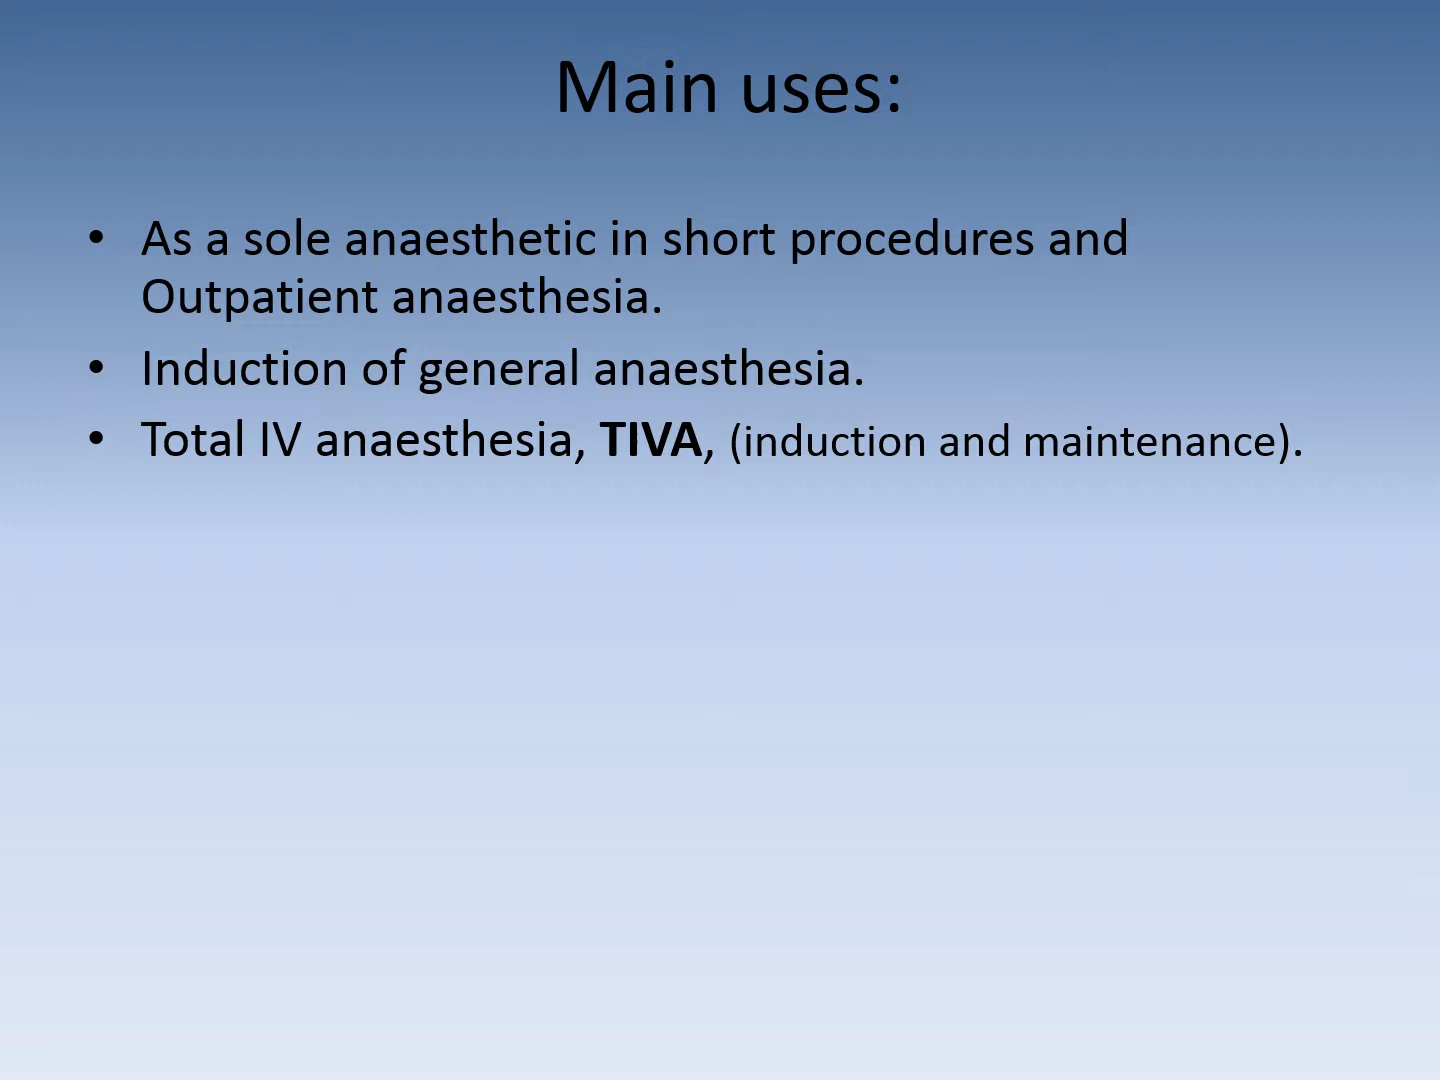 Main uses:
• As a sole anaesthetic in short procedures and
Outpatient anaesthesia.
• Induction of general anaesthesia.
• Total IV anaesthesia, TIVA, (induction and maintenance).